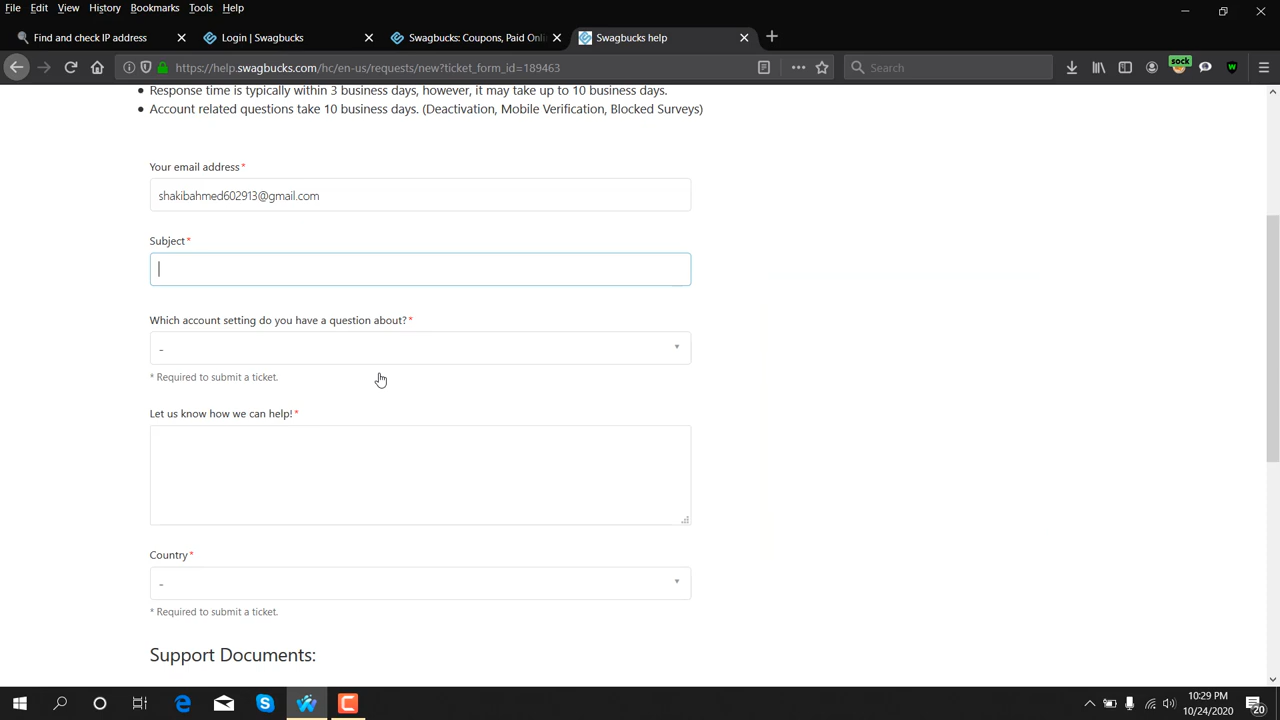 File Edit View History Bookmarks Tools Help
Find and check IP address
Login | Swagbucks
Swagbucks: Coupons, Paid Onli
Swagbucks help
https://help.swagbucks.com/hc/en-us/requests/new?ticket_form_id=189463
Search
sock
• Response time is typically within 3 business days, however, it may take up to 10 business days.
• Account related questions take 10 business days. (Deactivation, Mobile Verification, Blocked Surveys)
Your email address*
shakibahmed602913@gmail.com
Subject*
Which account setting do you have a question about?*
-
* Required to submit a ticket.
Let us know how we can help!*
Country*
-
* Required to submit a ticket.
Support Documents:
10:29 PM
10/24/2020
20